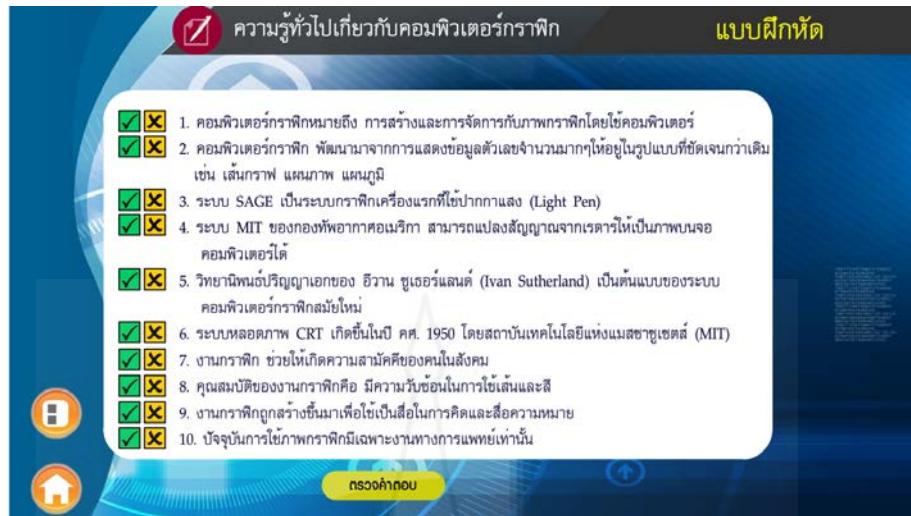 ความรู้ทั่วไปเกี่ยวกับคอมพิวเตอร์กราฟิก
แบบฝึกหัด
1. คอมพิวเตอร์กราฟิกหมายถึง การสร้างและการจัดการกับภาพกราฟิกโดยใช้คอมพิวเตอร์
2. คอมพิวเตอร์กราฟิก พัฒนามาจากการแสดงข้อมูลตัวเลขจำนวนมากๆให้อยู่ในรูปแบบที่ชัดเจนกว่าเดิม
เช่น เส้นกราฟ แผนภาพ แผนภูมิ
3. ระบบ SAGE เป็นระบบกราฟิกเครื่องแรกที่ใช้ปากกาแสง (Light Pen)
4. ระบบ MIT ของกองทัพอากาศอเมริกา สามารถแปลงสัญญาณจากเรดาร์ให้เป็นภาพบนจอ
คอมพิวเตอร์ได้
5. วิทยานิพนธ์ปริญญาเอกของ อีวาน ซูเธอร์แลนด์ (Ivan Sutherland) เป็นต้นแบบของระบบ
คอมพิวเตอร์กราฟิกสมัยใหม่
6. ระบบหลอดภาพ CRT เกิดขึ้นในปี คศ. 1950 โดยสถาบันเทคโนโลยีแห่งแมสซาชูเซตส์ (MIT)
7. งานกราฟิก ช่วยให้เกิดความสามัคคีของคนในสังคม
8. คุณสมบัติของงานกราฟิกคือ มีความวับซ้อนในการใช้เส้นและสี
9. งานกราฟิกถูกสร้างขึ้นมาเพื่อใช้เป็นสื่อในการคิดและสื่อความหมาย
10. ปัจจุบันการใช้ภาพกราฟิกมีเฉพาะงานทางการแพทย์เท่านั้น
ตรวจคำตอบ